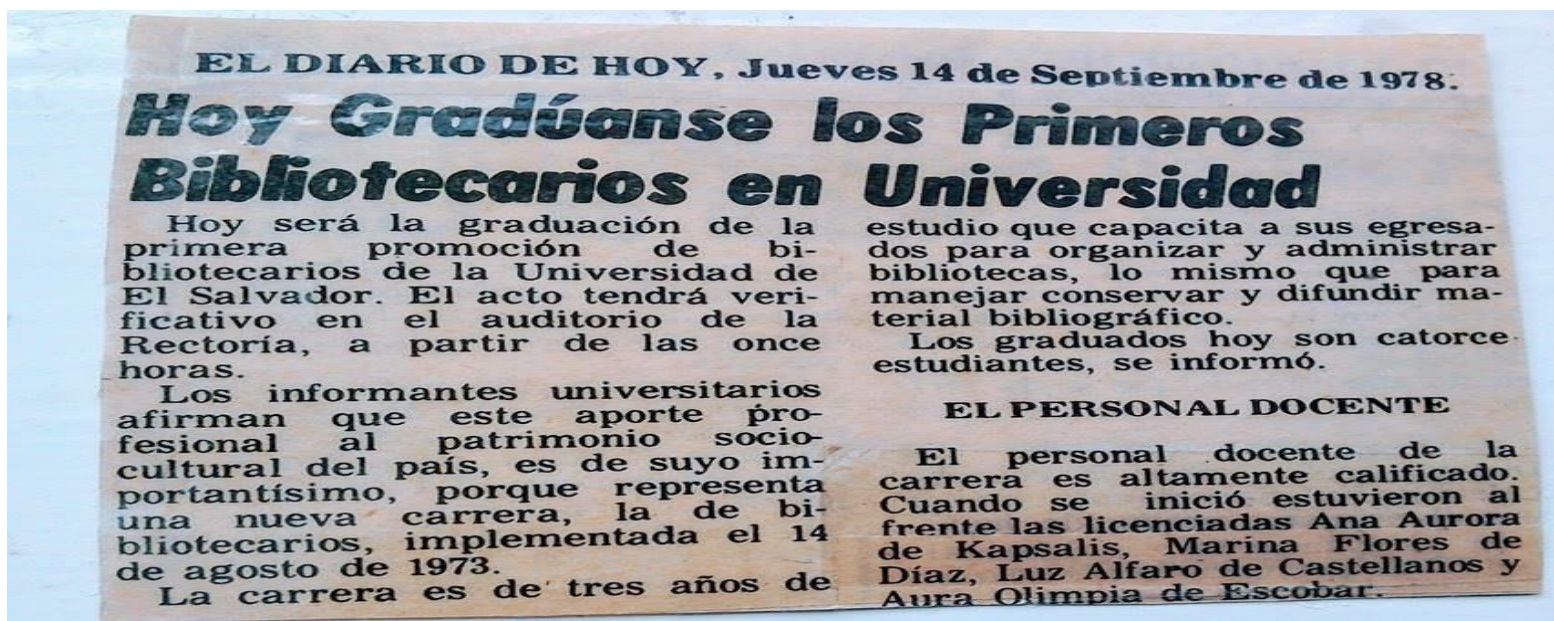 EL DIARIO DE HOY, Jueves 14 de Septiembre de 1978.
Hoy Gradúanse los Primeros
Bibliotecarios en Universidad
Hoy será la graduación de la
primera promoción de bi-
bliotecarios de la Universidad de
El Salvador. El acto tendrá veri-
ficativo en el auditorio de la
Rectoría, a partir de las once
horas.
Los informantes universitarios
afirman que este aporte pro-
fesional al patrimonio socio-
cultural del país, es de suyo im-
portantísimo, porque representa
una nueva carrera, la de bi-
bliotecarios, implementada el 14
de agosto de 1973.
La carrera es de tres años de
estudio que capacita a sus egresa-
dos para organizar y administrar
bibliotecas, lo mismo que para
manejar conservar y difundir ma-
terial bibliográfico.
Los graduados hoy son catorce
estudiantes, se informó.
EL PERSONAL DOCENTE
El personal docente de la
carrera es altamente calificado.
Cuando se inició estuvieron al
frente las licenciadas Ana Aurora
de Kapsalis, Marina Flores de
Díaz, Luz Alfaro de Castellanos y
Aura Olimpia de Escobar.